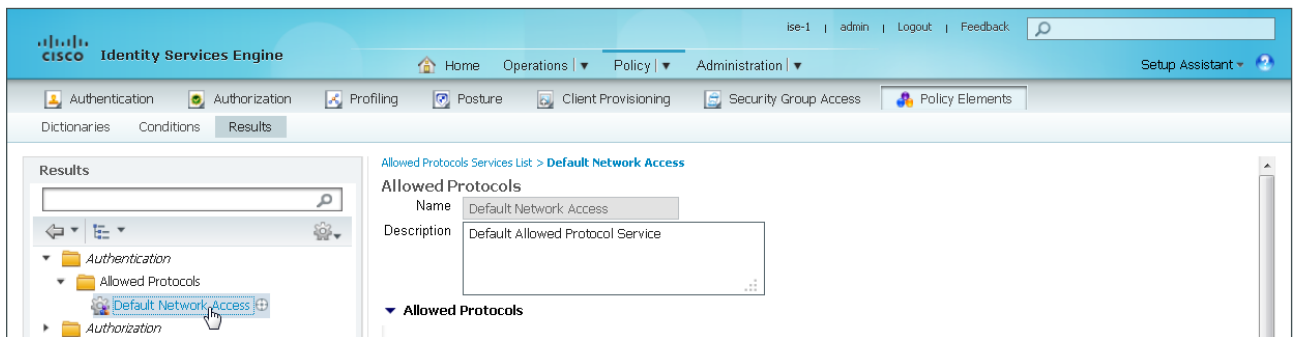 ise-1 | admin | Logout | Feedback
CISCO Identity Services Engine
Home Operations | Policy | Administration | Setup Assistant
Authentication Authorization Profiling Posture Client Provisioning Security Group Access Policy Elements
Dictionaries Conditions Results
Results
Allowed Protocols Services List > Default Network Access
Allowed Protocols
Name Default Network Access
Description Default Allowed Protocol Service
Authentication
Allowed Protocols
Default Network Access
Authorization
Allowed Protocols